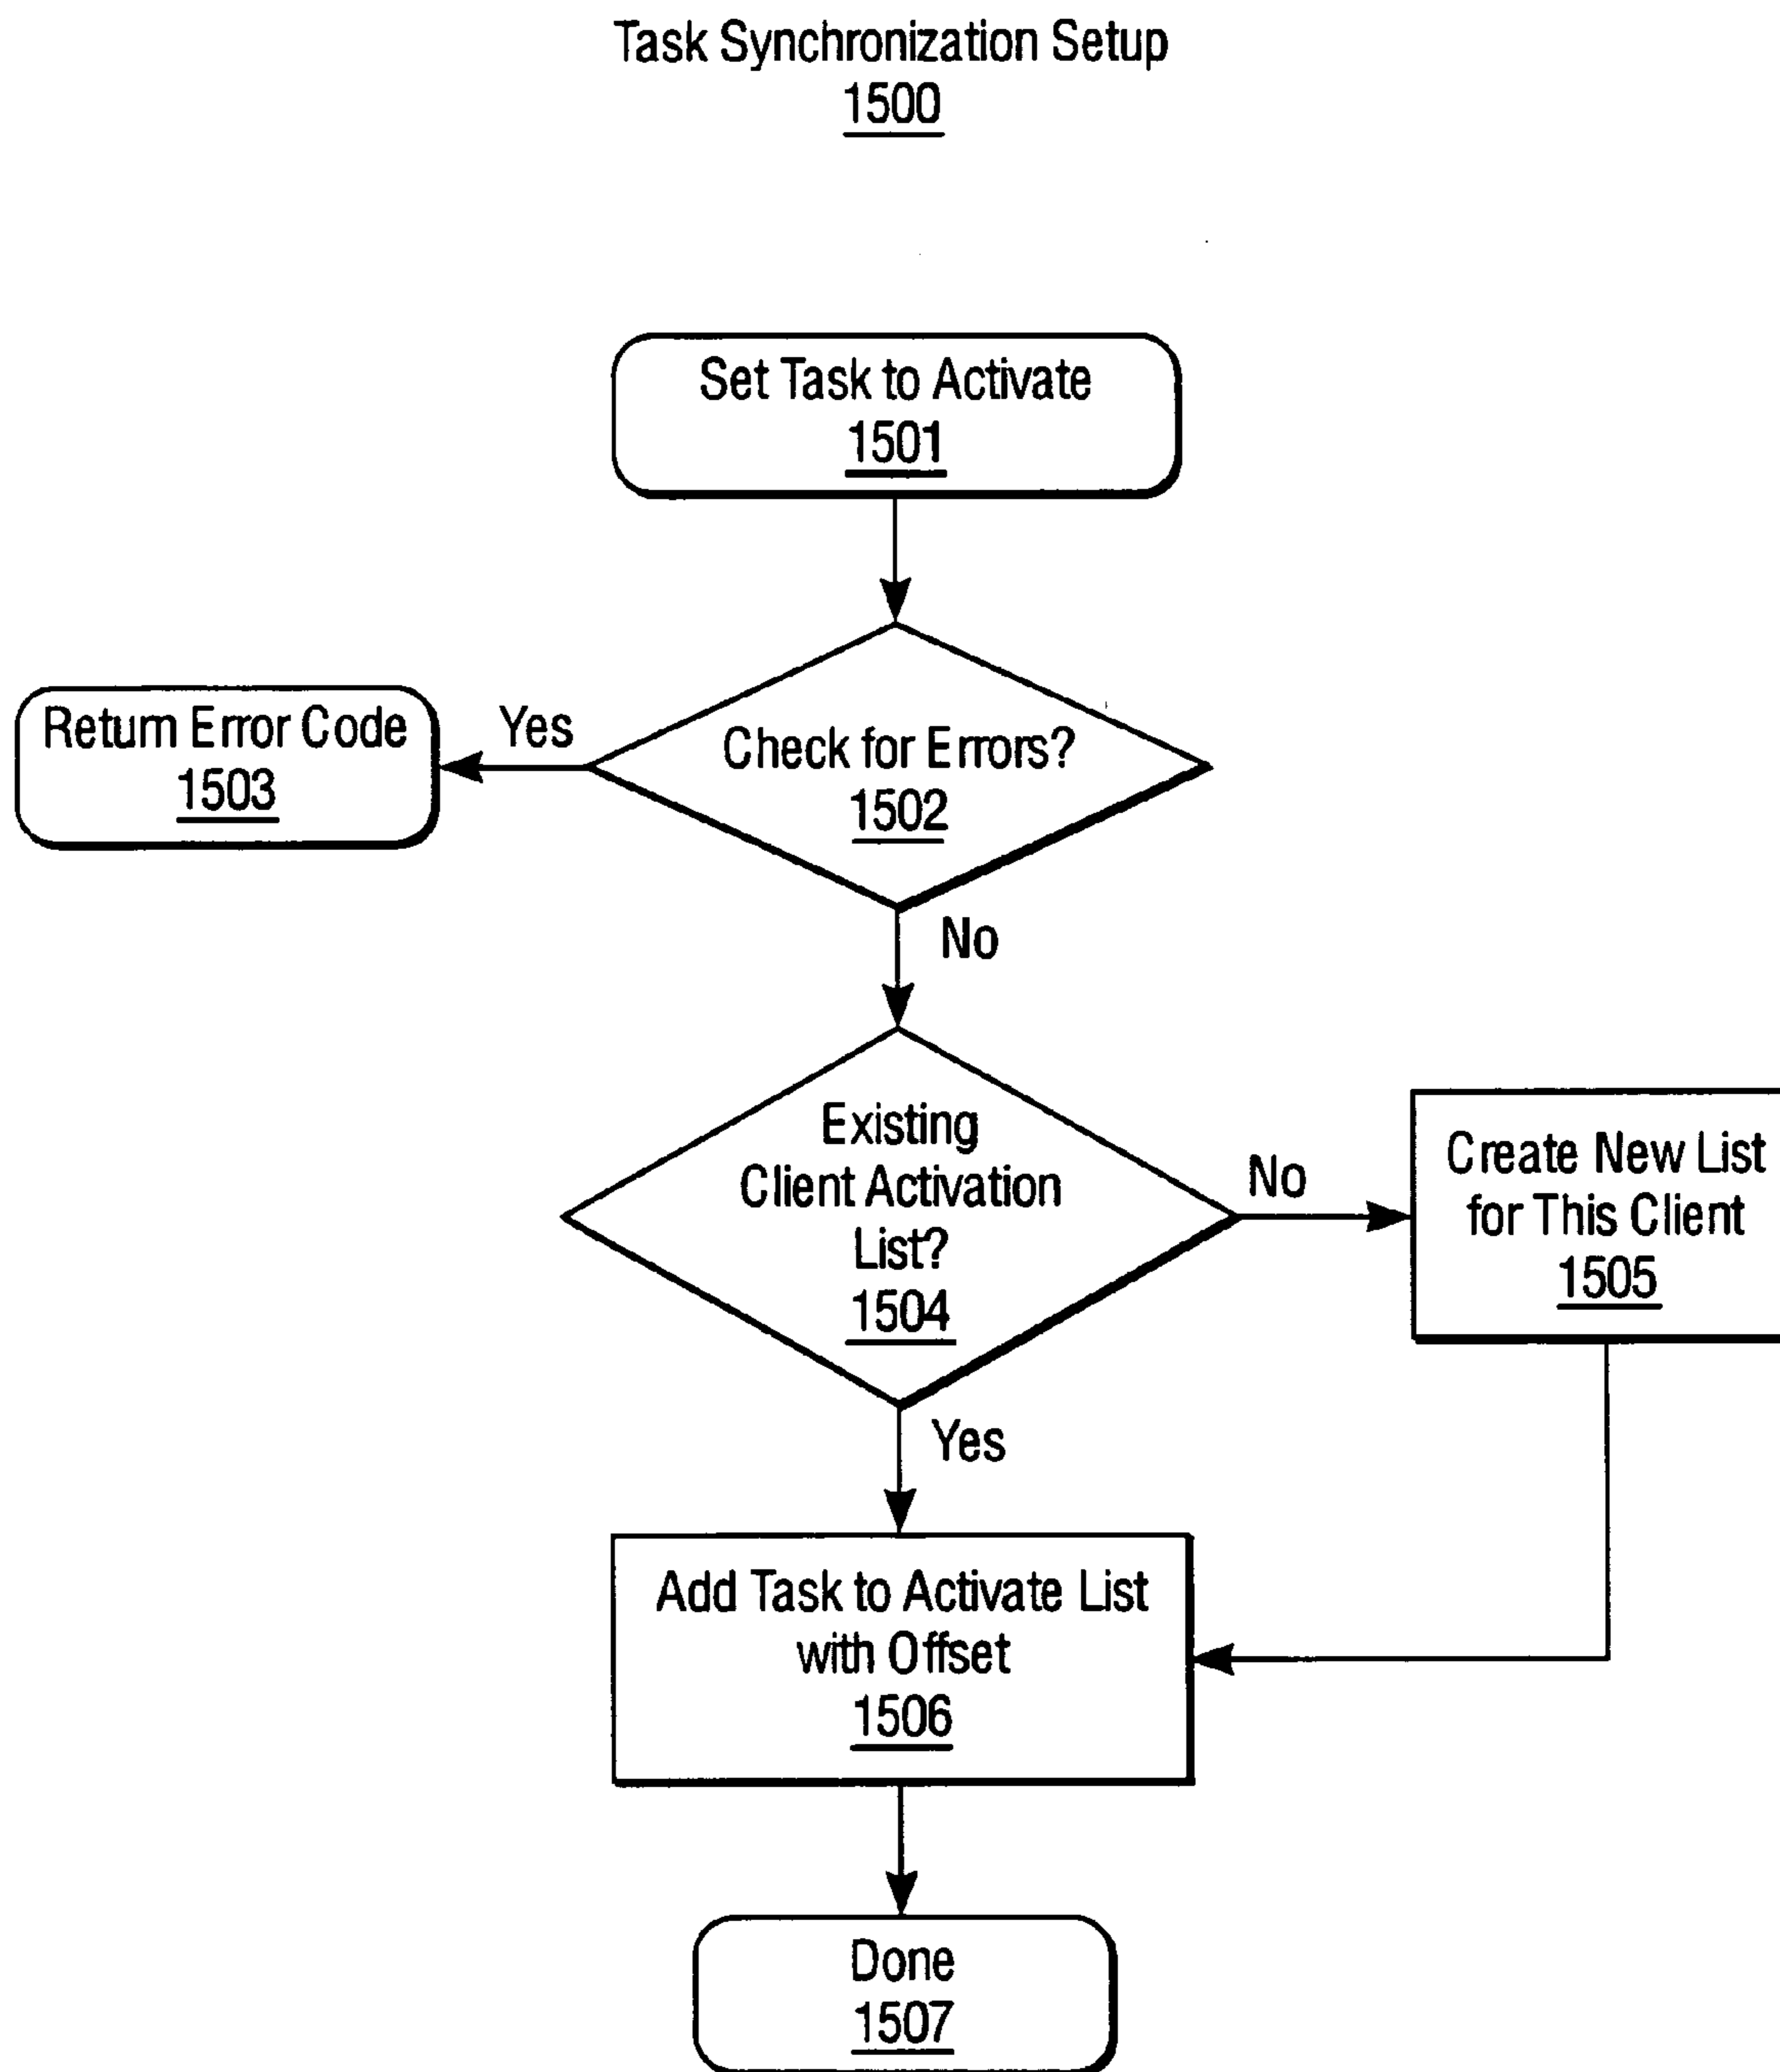 Task Synchronization Setup
1500
Set Task to Activate
1501
Return Error Code
1503
Yes
Check for Errors?
1502
No
Existing
Client Activation
List?
1504
No
Create New List
for This Client
1505
Yes
Add Task to Activate List
with Offset
1506
Done
1507